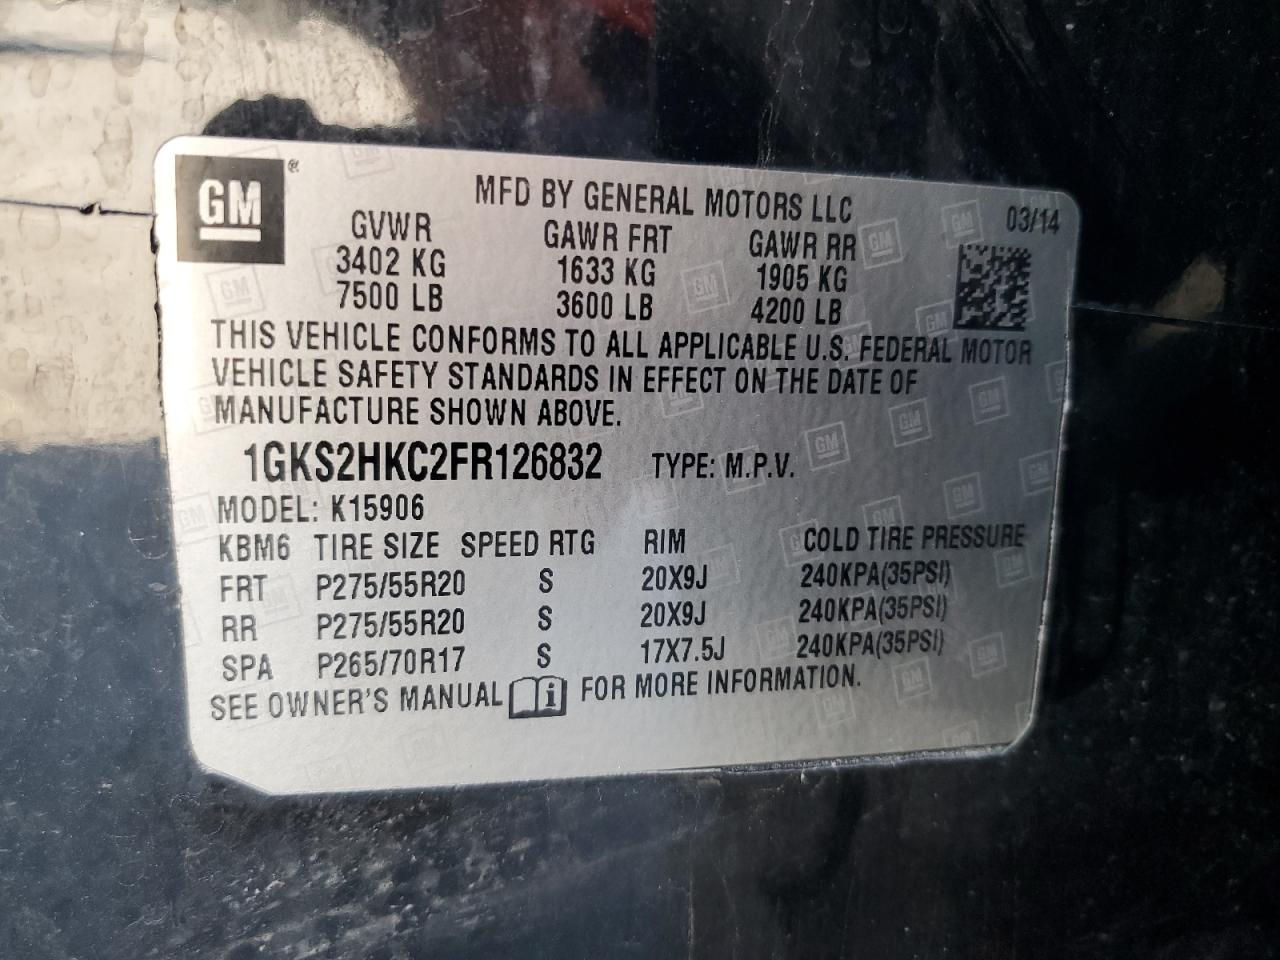 GM ®
MFD BY GENERAL MOTORS LLC
03/14
GVWR GAWR FRT GAWR RR
3402 KG 1633 KG 1905 KG
7500 LB 3600 LB 4200 LB
THIS VEHICLE CONFORMS TO ALL APPLICABLE U.S. FEDERAL MOTOR
VEHICLE SAFETY STANDARDS IN EFFECT ON THE DATE OF
MANUFACTURE SHOWN ABOVE.
1GKS2HKC2FR126832 TYPE: M.P.V.
MODEL: K15906
KBM6 TIRE SIZE SPEED RTG RIM COLD TIRE PRESSURE
FRT P275/55R20 S 20X9J 240KPA(35PSI)
RR P275/55R20 S 20X9J 240KPA(35PSI)
SPA P265/70R17 S 17X7.5J 240KPA(35PSI)
SEE OWNER'S MANUAL i FOR MORE INFORMATION.